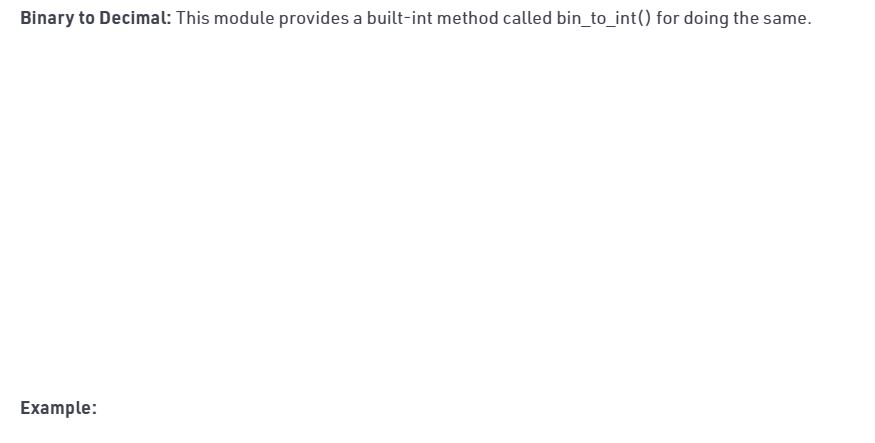 Binary to Decimal: This module provides a built-int method called bin_to_int() for doing the same.
Example: